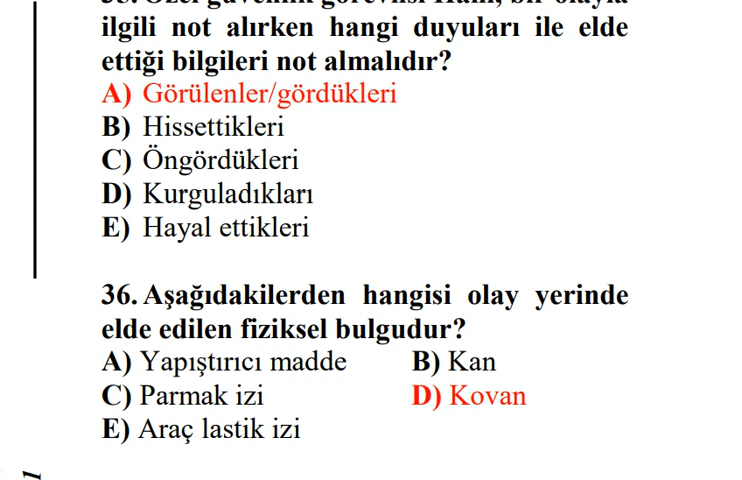 ilgili not alırken hangi duyuları ile elde
ettiği bilgileri not almalıdır?
A) Görülenler/gördükleri
B) Hissettikleri
C) Öngördükleri
D) Kurguladıkları
E) Hayal ettikleri
36. Aşağıdakilerden hangisi olay yerinde
elde edilen fiziksel bulgudur?
A) Yapıştırıcı madde B) Kan
C) Parmak izi D) Kovan
E) Araç lastik izi